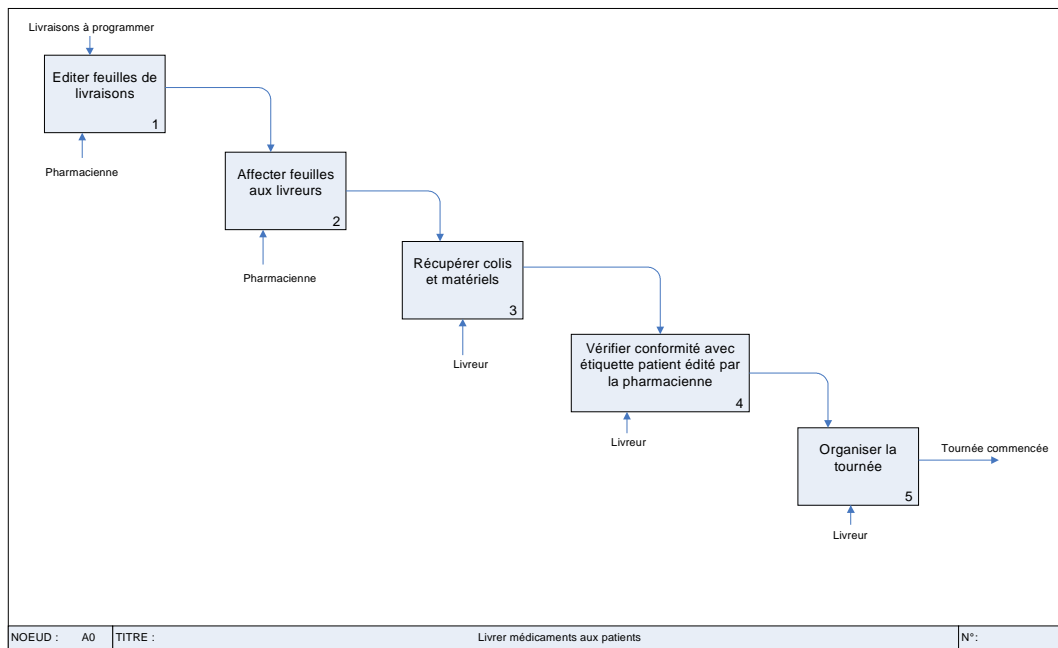 Livraisons à programmer
Editer feuilles de
livraisons
1
Pharmacienne
Affecter feuilles
aux livreurs
2
Pharmacienne
Récupérer colis
et matériels
3
Livreur
Vérifier conformité avec
étiquette patient édité par
la pharmacienne
4
Livreur
Organiser la
tournée
5
Tournée commencée
Livreur
NOEUD : A0 TITRE : Livrer médicaments aux patients N°: